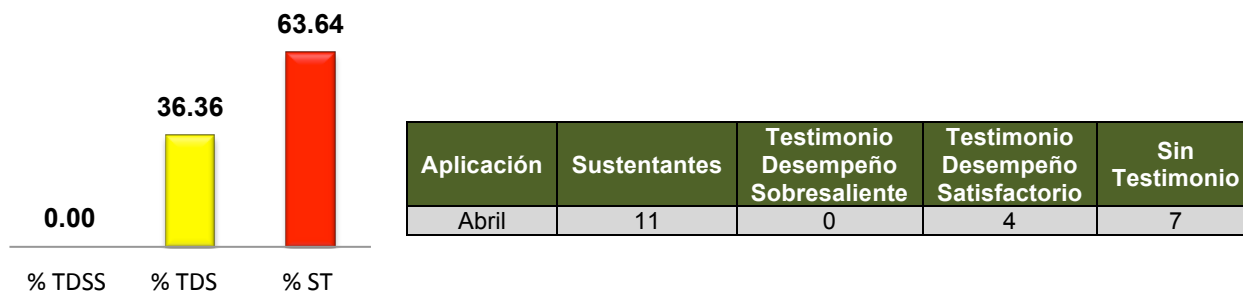 63.64
36.36
0.00
% TDSS % TDS % ST
Aplicación Sustentantes Testimonio Desempeño Sobresaliente Testimonio Desempeño Satisfactorio Sin Testimonio
Abril 11 0 4 7